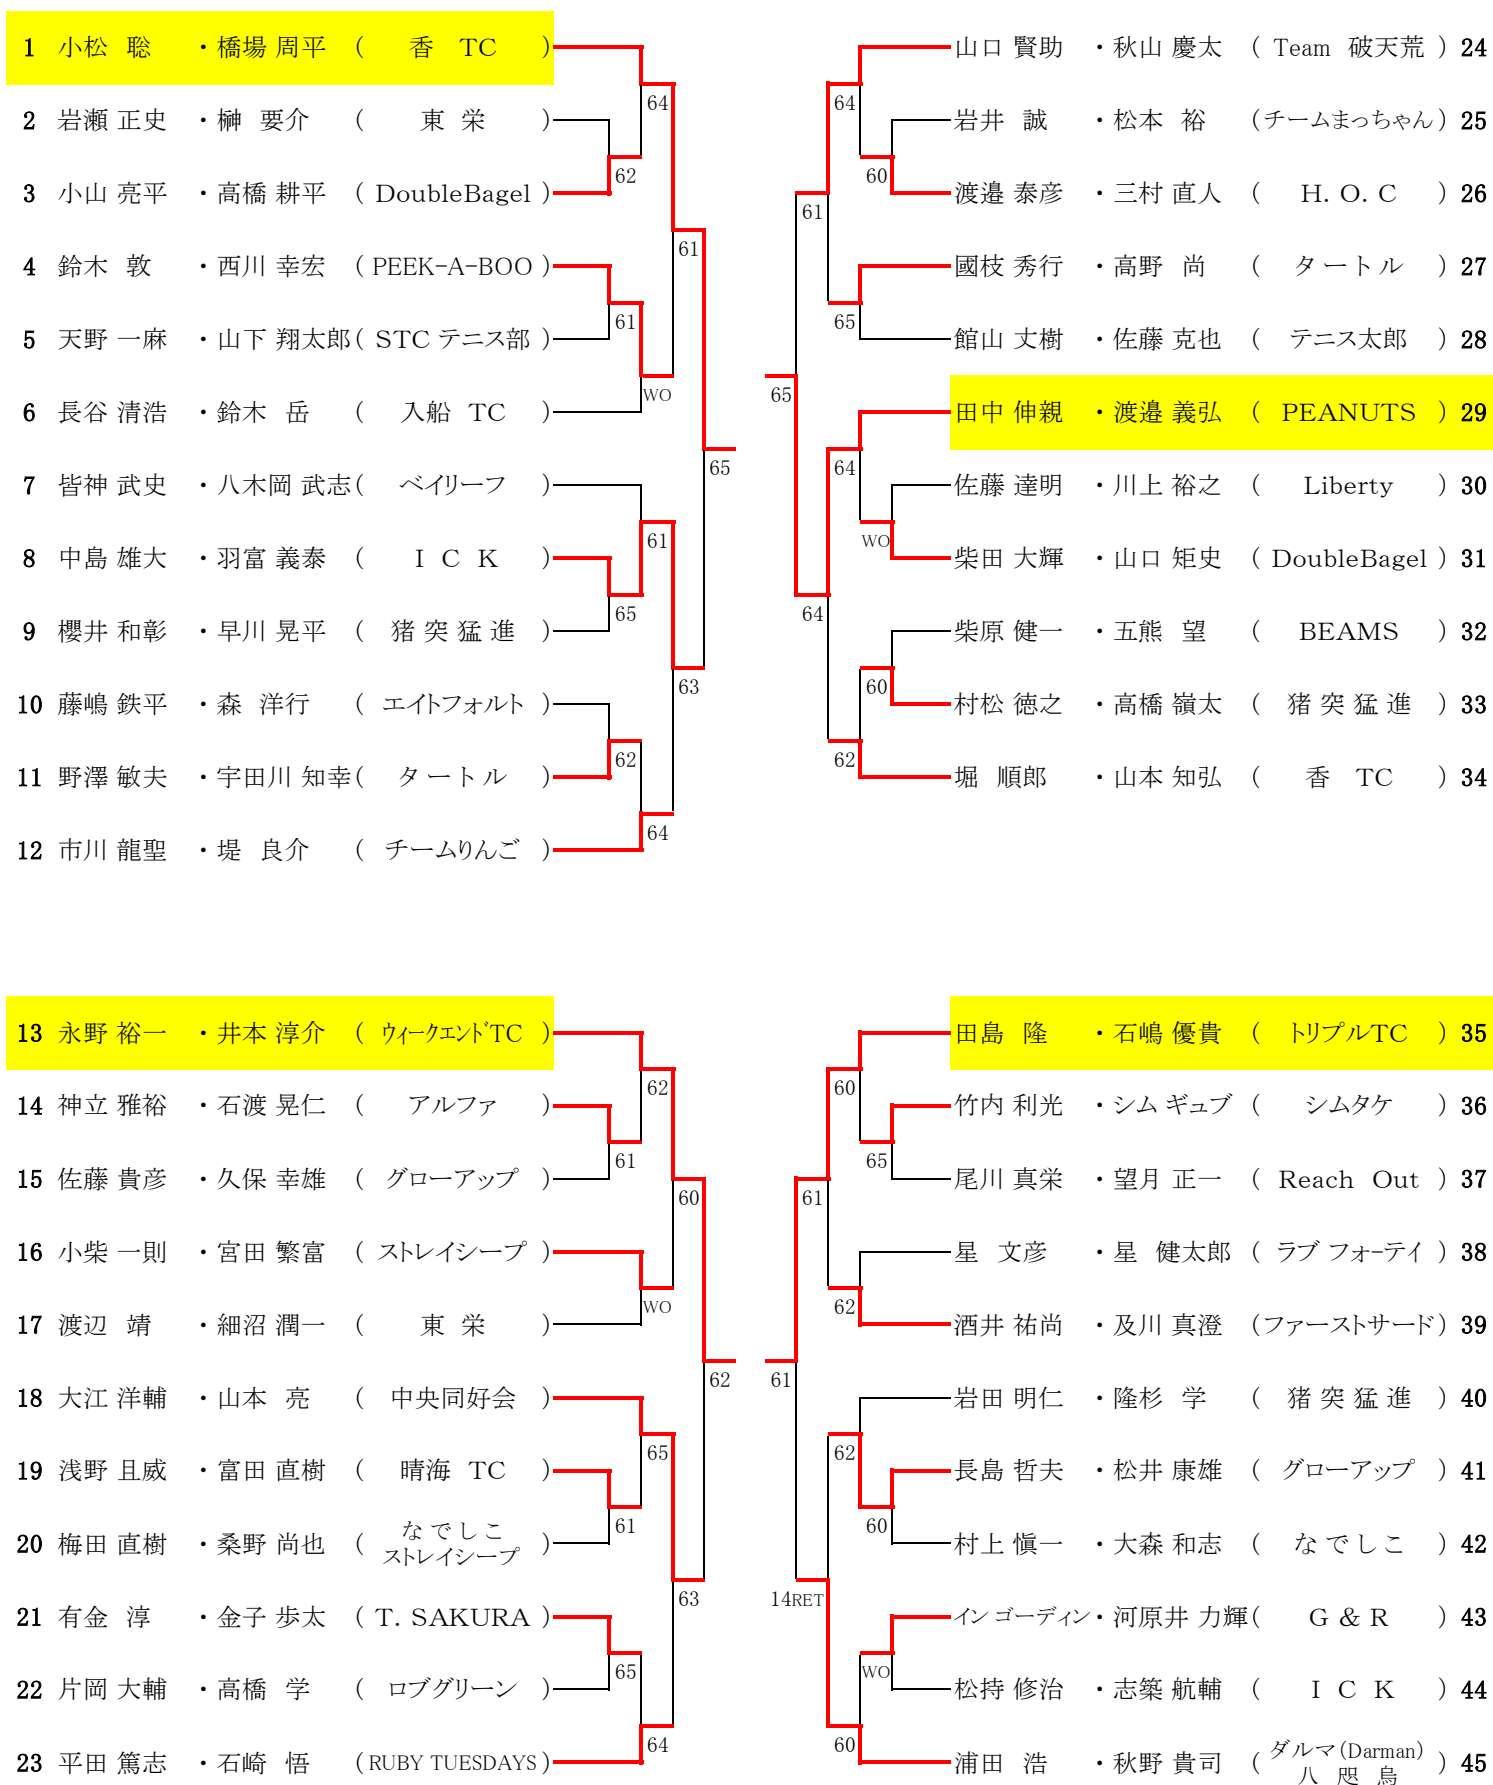 1 小松 聡 ・橋場 周平 ( 香 TC )
64
2 岩瀬 正史 ・榊 要介 ( 東 栄 )
62
3 小山 亮平 ・高橋 耕平 ( DoubleBagel )
61
4 鈴木 敦 ・西川 幸宏 ( PEEK-A-BOO )
61
5 天野 一麻 ・山下 翔太郎( STC テニス部 )
WO
6 長谷 清浩 ・鈴木 岳 ( 入船 TC )
65
7 皆神 武史 ・八木岡 武志( ベイリーフ )
61
8 中島 雄大 ・羽富 義泰 ( I C K )
65
9 櫻井 和彰 ・早川 晃平 ( 猪 突 猛 進 )
63
10 藤嶋 鉄平 ・森 洋行 ( エイトフォルト )
62
11 野澤 敏夫 ・宇田川 知幸( タートル )
64
12 市川 龍聖 ・堤 良介 ( チームりんご )
山口 賢助 ・秋山 慶太 ( Team 破天荒 ) 24
64
岩井 誠 ・松本 裕 (チームまっちゃん) 25
60
渡邉 泰彦 ・三村 直人 ( H. O. C ) 26
61
國枝 秀行 ・高野 尚 ( タートル ) 27
65
館山 丈樹 ・佐藤 克也 ( テニス太郎 ) 28
65
田中 伸親 ・渡邉 義弘 ( PEANUTS ) 29
64
佐藤 達明 ・川上 裕之 ( Liberty ) 30
WO
柴田 大輝 ・山口 矩史 ( DoubleBagel ) 31
64
柴原 健一 ・五熊 望 ( BEAMS ) 32
60
村松 徳之 ・高橋 嶺太 ( 猪 突 猛 進 ) 33
62
堀 順郎 ・山本 知弘 ( 香 TC ) 34
13 永野 裕一 ・井本 淳介 ( ウィークエンドTC )
62
14 神立 雅裕 ・石渡 晃仁 ( アルファ )
61
15 佐藤 貴彦 ・久保 幸雄 ( グローアップ )
60
16 小柴 一則 ・宮田 繁富 ( ストレイシープ )
WO
17 渡辺 靖 ・細沼 潤一 ( 東 栄 )
62
18 大江 洋輔 ・山本 亮 ( 中央同好会 )
65
19 浅野 且威 ・富田 直樹 ( 晴海 TC )
61
20 梅田 直樹 ・桑野 尚也 ( なでしこ ストレイシープ )
63
21 有金 淳 ・金子 歩太 ( T. SAKURA )
65
22 片岡 大輔 ・高橋 学 ( ロブグリーン )
64
23 平田 篤志 ・石崎 悟 ( RUBY TUESDAYS )
田島 隆 ・石嶋 優貴 ( トリプルTC ) 35
60
竹内 利光 ・シム ギュブ ( シムタケ ) 36
65
尾川 真栄 ・望月 正一 ( Reach Out ) 37
61
星 文彦 ・星 健太郎 ( ラブ フォーテイ ) 38
62
酒井 祐尚 ・及川 真澄 (ファーストサード) 39
61
岩田 明仁 ・隆杉 学 ( 猪 突 猛 進 ) 40
62
長島 哲夫 ・松井 康雄 ( グローアップ ) 41
60
村上 愼一 ・大森 和志 ( なでしこ ) 42
14RET
イン ゴーディン・河原井 力輝( G & R ) 43
WO
松持 修治 ・志築 航輔 ( I C K ) 44
60
浦田 浩 ・秋野 貴司 ( ダルマ(Darman) 八 咫 烏 ) 45